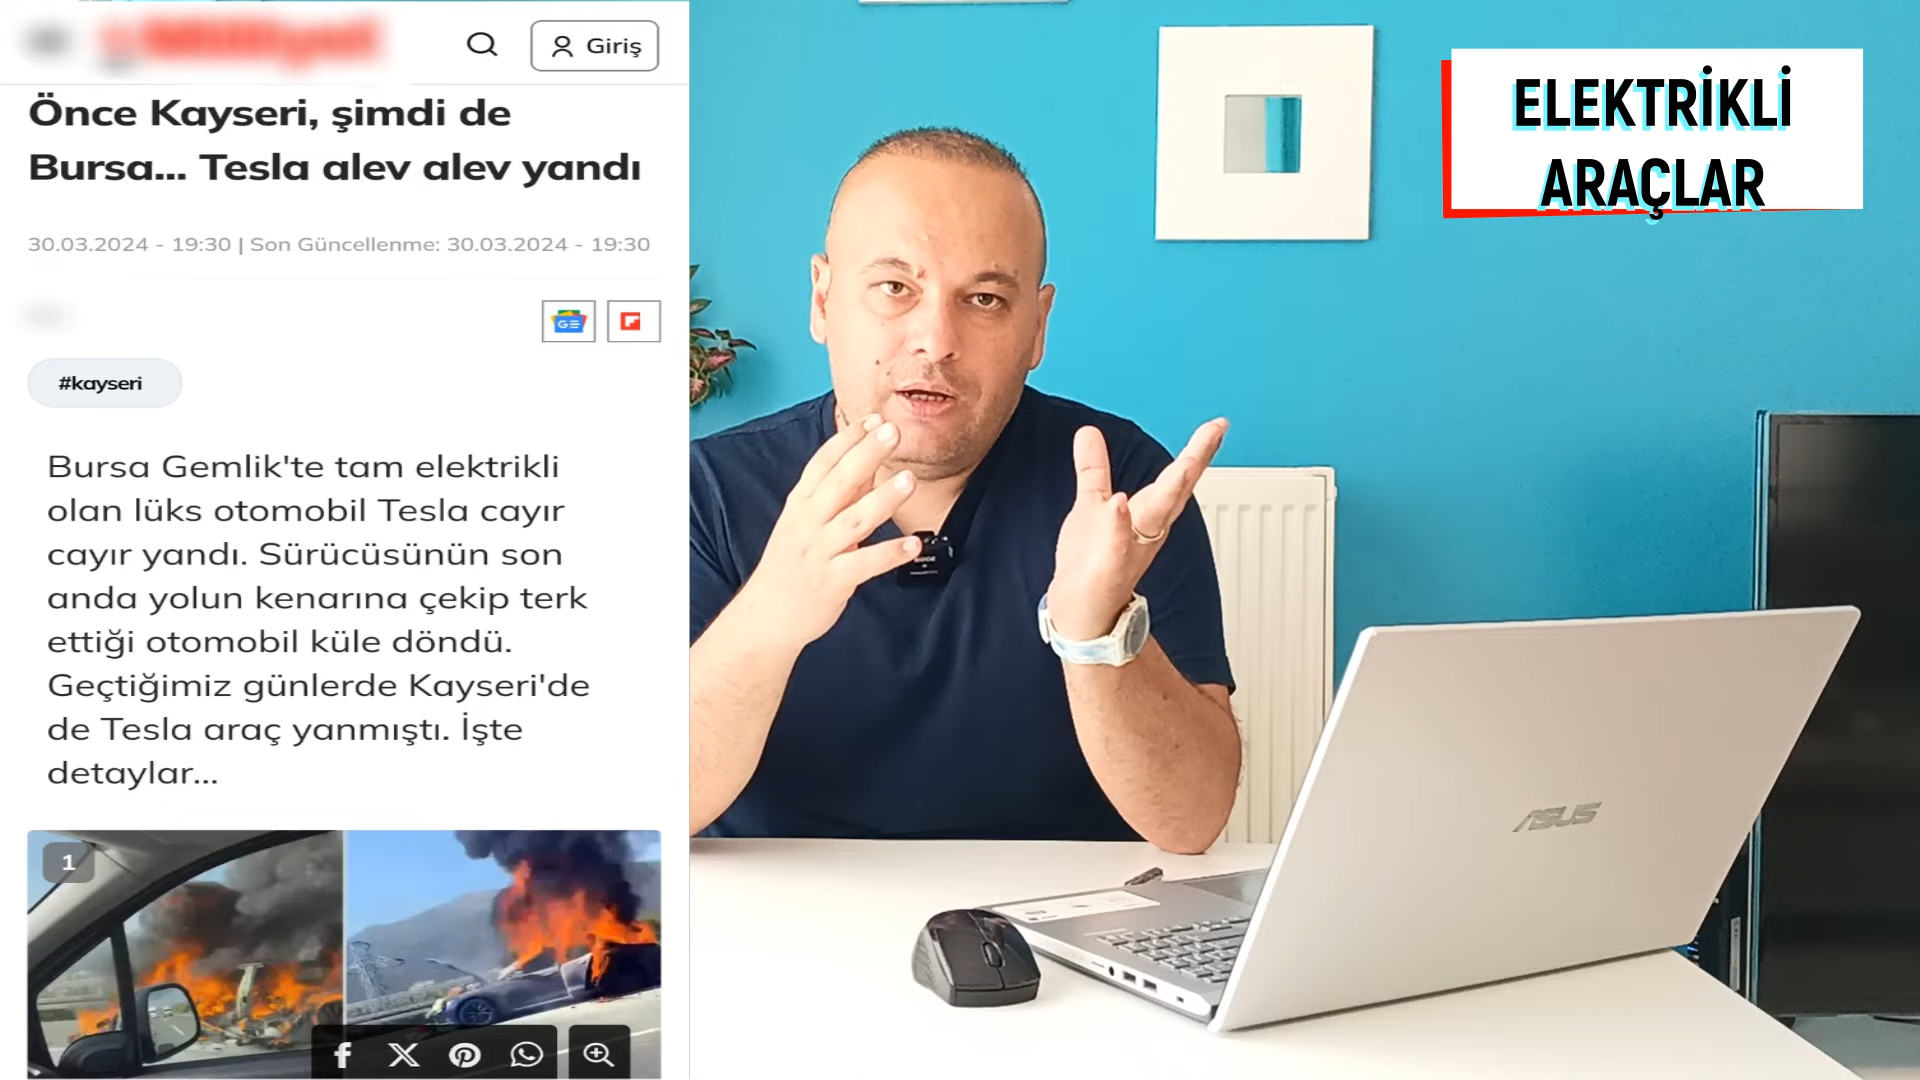 Giriş
Önce Kayseri, şimdi de
Bursa... Tesla alev alev yandı
30.03.2024 - 19:30 | Son Güncellenme: 30.03.2024 - 19:30
GE
#kayseri
Bursa Gemlik'te tam elektrikli
olan lüks otomobil Tesla cayır
cayır yandı. Sürücüsünün son
anda yolun kenarına çekip terk
ettiği otomobil küle döndü.
Geçtiğimiz günlerde Kayseri'de
de Tesla araç yanmıştı. İşte
detaylar...
1
ELEKTRİKLİ
ARAÇLAR
ASUS